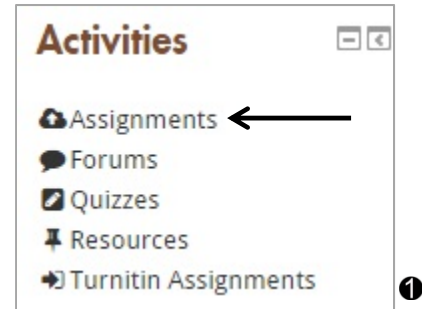 Activities
Assignments
Forums
Quizzes
Resources
Turnitin Assignments
❶